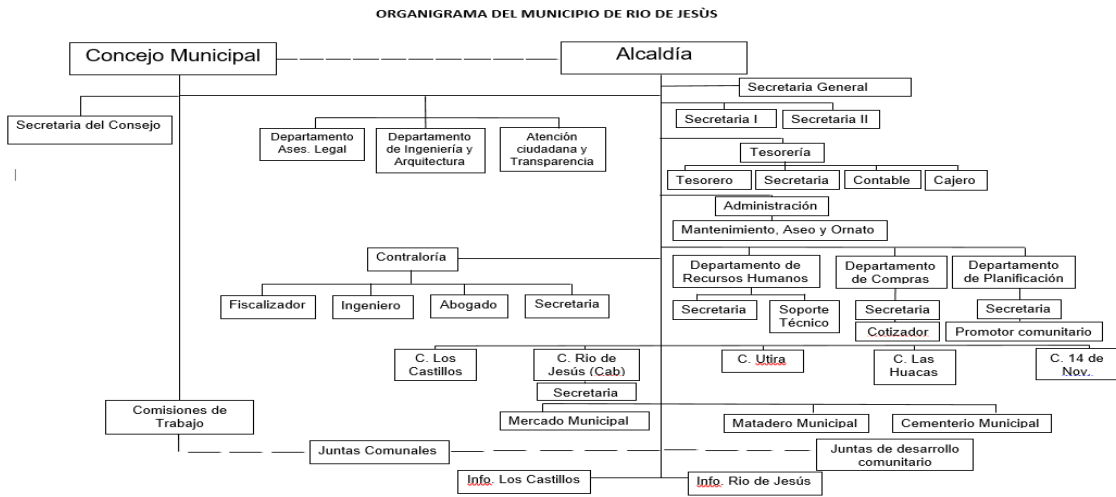 ORGANIGRAMA DEL MUNICIPIO DE RIO DE JESÙS
Concejo Municipal
Alcaldía
Secretaria General
Secretaria del Consejo
Secretaria I
Secretaria II
Departamento
Ases. Legal
Departamento
de Ingeniería y
Arquitectura
Atención
ciudadana y
Transparencia
Tesorería
Tesorero
Secretaria
Contable
Cajero
Administración
Mantenimiento, Aseo y Ornato
Contraloría
Fiscalizador
Ingeniero
Abogado
Secretaria
Departamento de
Recursos Humanos
Departamento
de Compras
Departamento
de Planificación
Secretaria
Soporte
Técnico
Secretaria
Cotizador
Secretaria
Promotor comunitario
C. Los
Castillos
C. Rio de
Jesús (Cab)
Secretaria
C. Utira
C. Las
Huacas
C. 14 de
Nov.
Comisiones de
Trabajo
Mercado Municipal
Matadero Municipal
Cementerio Municipal
Juntas Comunales
Juntas de desarrollo
comunitario
Info. Los Castillos
Info. Rio de Jesús